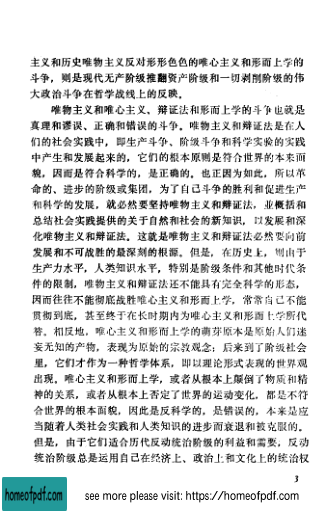 主义和历史唯物主义反对形形色色的唯心主义和形而上学的
斗争，则是现代无产阶级推翻资产阶级和一切剥削阶级的伟
大政治斗争在哲学战线上的反映。
唯物主义和唯心主义、辩证法和形而上学的斗争也就是
真理和谬误、正确和错误的斗争。唯物主义和辩证法是在人
们的社会实践中，即生产斗争、阶级斗争和科学实验的实践
中产生和发展起来的，它们的根本原则是符合世界的本来面
貌，因而是符合科学的，是正确的。也正因为如此，所以革
命的、进步的阶级或集团，为了自己斗争的胜利和促进生产
和科学的发展，就必然要坚持唯物主义和辩证法，并概括和
总结社会实践提供的关于自然和社会的新知识，以发展和深
化唯物主义和辩证法。这就是唯物主义和辩证法必然要向前
发展和不可战胜的最深刻的根源。但是，在历史上，则由于
生产力水平，人类知识水平，特别是阶级条件和其他时代条
件的限制，唯物主义和辩证法还不能具有完全科学的形态，
因而往往不能彻底战胜唯心主义和形而上学，常常自己不能
贯彻到底，甚至终于在长时期内为唯心主义和形而上学所代
替。相反地，唯心主义和形而上学的萌芽原本是原始人们迷
妄无知的产物，表现为原始的宗教观念；后来到了阶级社会
里，它们才作为一种哲学体系，即以理论形式表现的世界观
出现。唯心主义和形而上学，或者从根本上颠倒了物质和精
神的关系，或者从根本上否定了世界的运动变化，都是不符
合世界的根本面貌，因此是反科学的，是错误的，本来是应
当随着人类社会实践和人类知识的进步而衰退和被克服的。
但是，由于它们适合历代反动统治阶级的利益和需要，反动
统治阶级总是运用自己在经济上、政治上和文化上的统治权
3
homeofpdf.com
see more please visit: https://homeofpdf.com